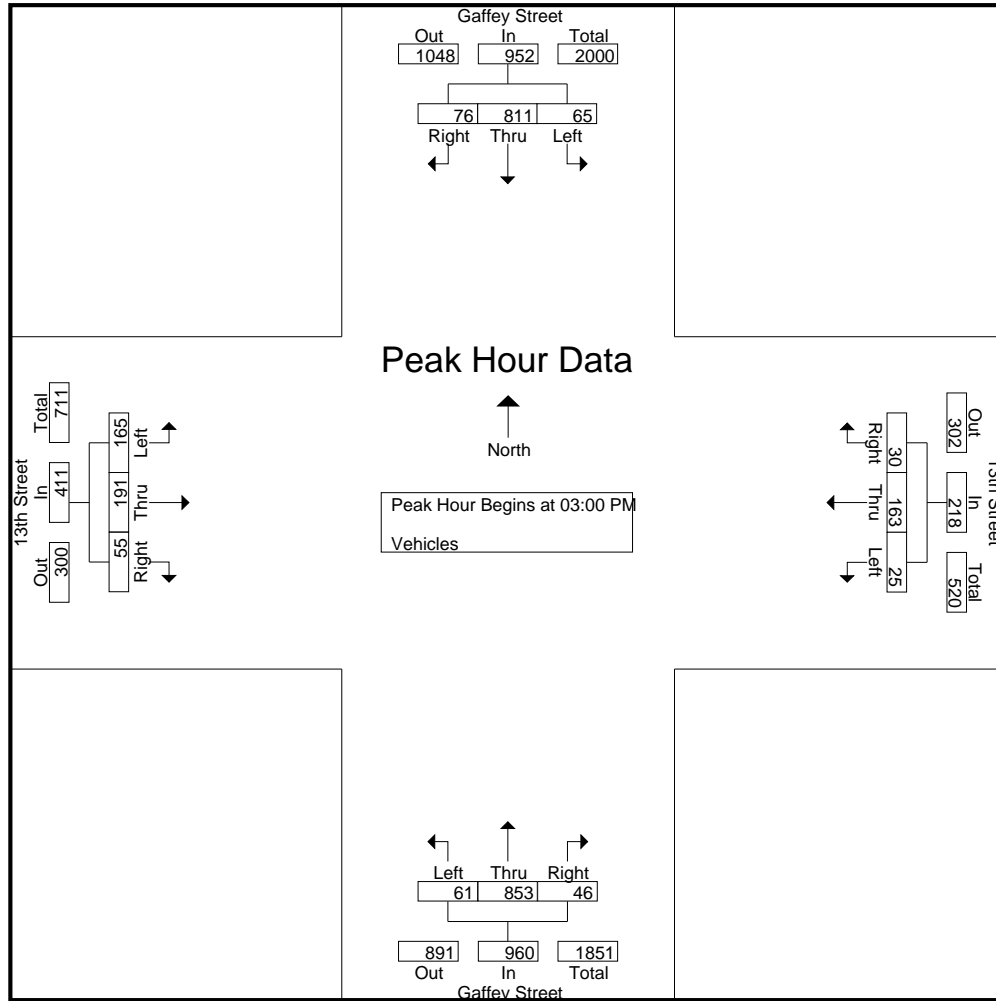 Gaffey Street
Out In Total
1048 952 2000
76 811 65
Right Thru Left
Peak Hour Data
North
Peak Hour Begins at 03:00 PM
Vehicles
13th Street
Total In Out
711 411 300
165 191 55
Left Thru Right
13th Street
Out In Total
302 218 520
30 163 25
Right Thru Left
Left Thru Right
61 853 46
891 960 1851
Out In Total
Gaffey Street